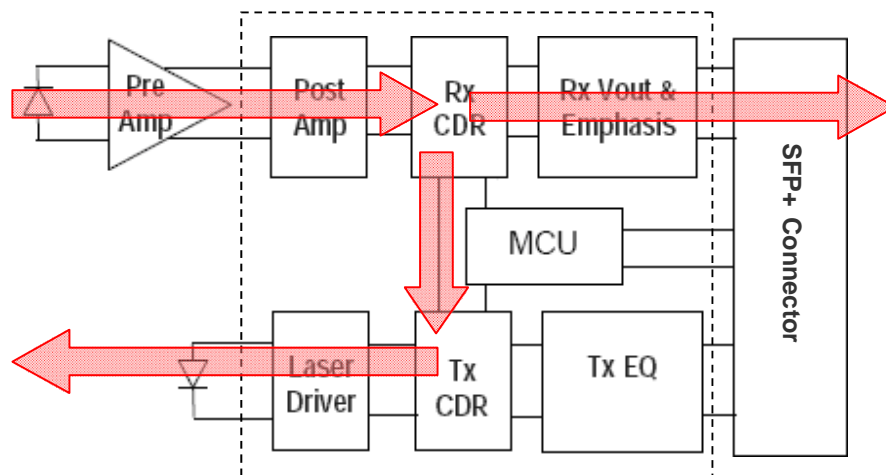 Pre
Amp
Post
Amp
Rx
CDR
Rx Vout &
Emphasis
SFP+ Connector
MCU
Laser
Driver
Tx
CDR
Tx EQ